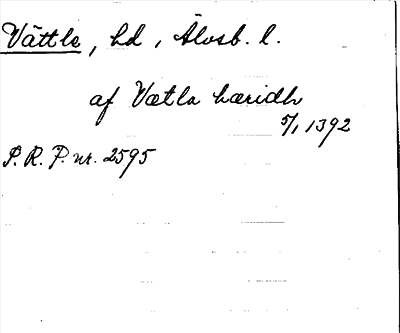 Vättle, hd, Älvsb. l.
af Vætla hæridh
5/1 1392
S. R. P. nr. 2595